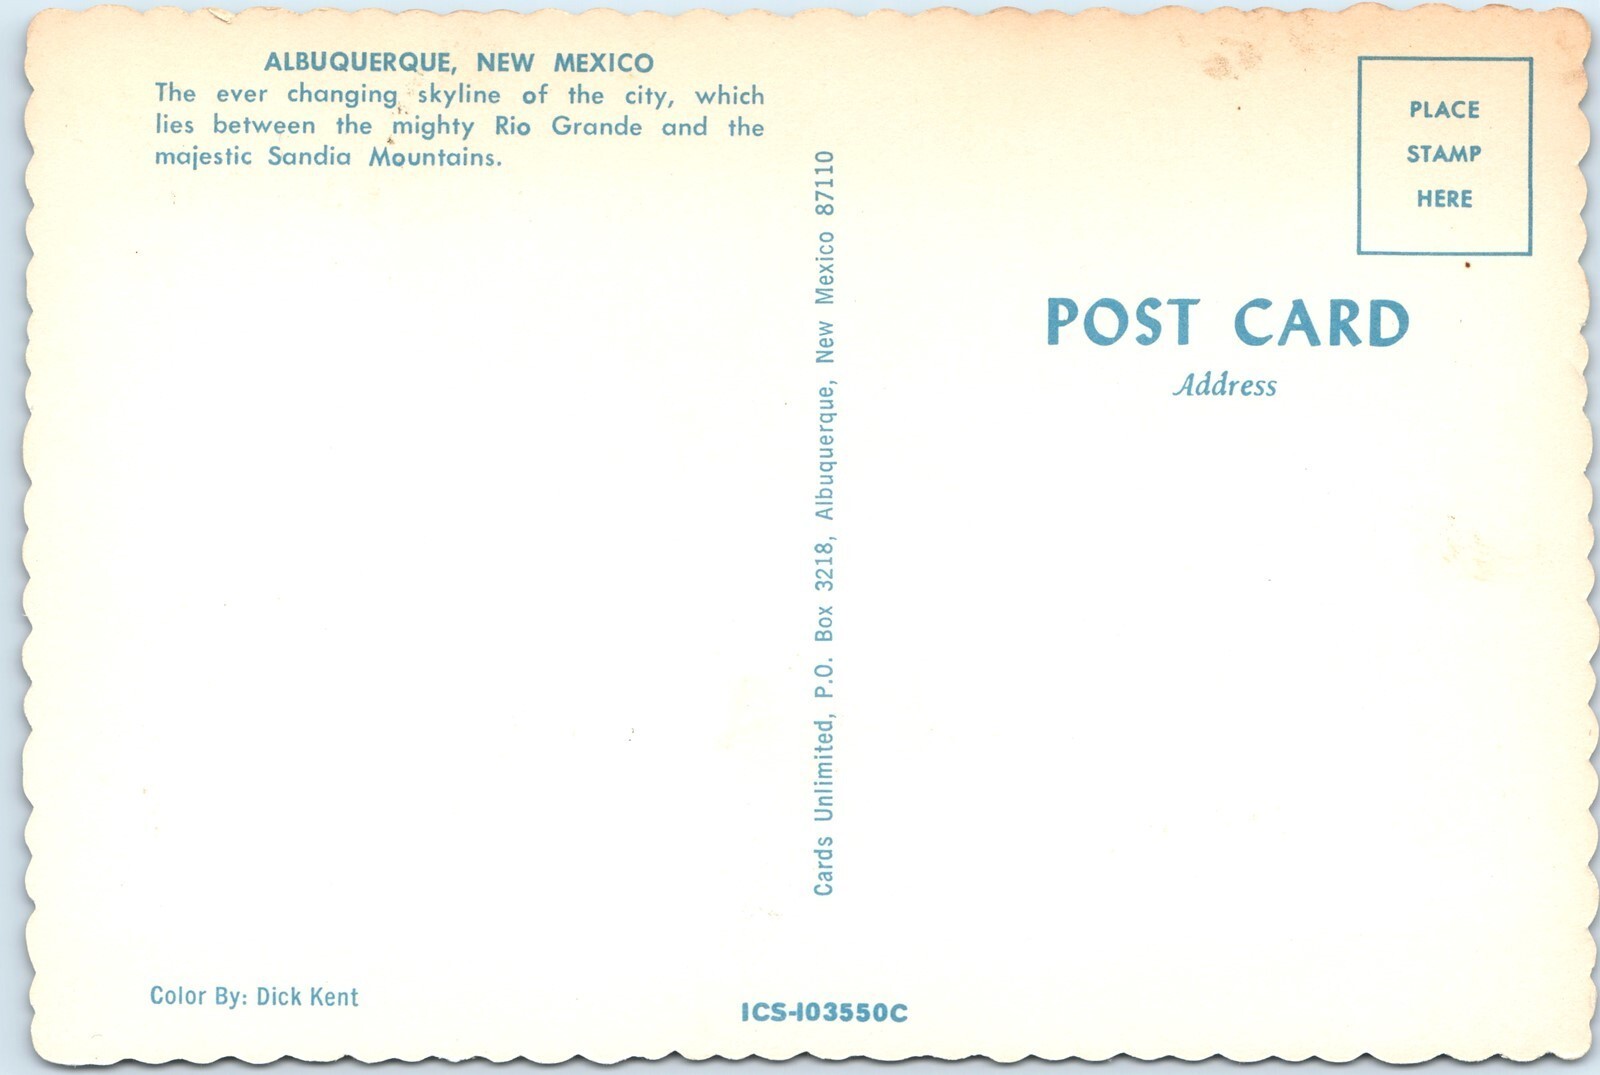 ALBUQUERQUE, NEW MEXICO
The ever changing skyline of the city, which
lies between the mighty Rio Grande and the
majestic Sandia Mountains.
Color By: Dick Kent
Cards Unlimited, P.O. Box 3218, Albuquerque, New Mexico 87110
ICS-103550C
PLACE
STAMP
HERE
POST CARD
Address